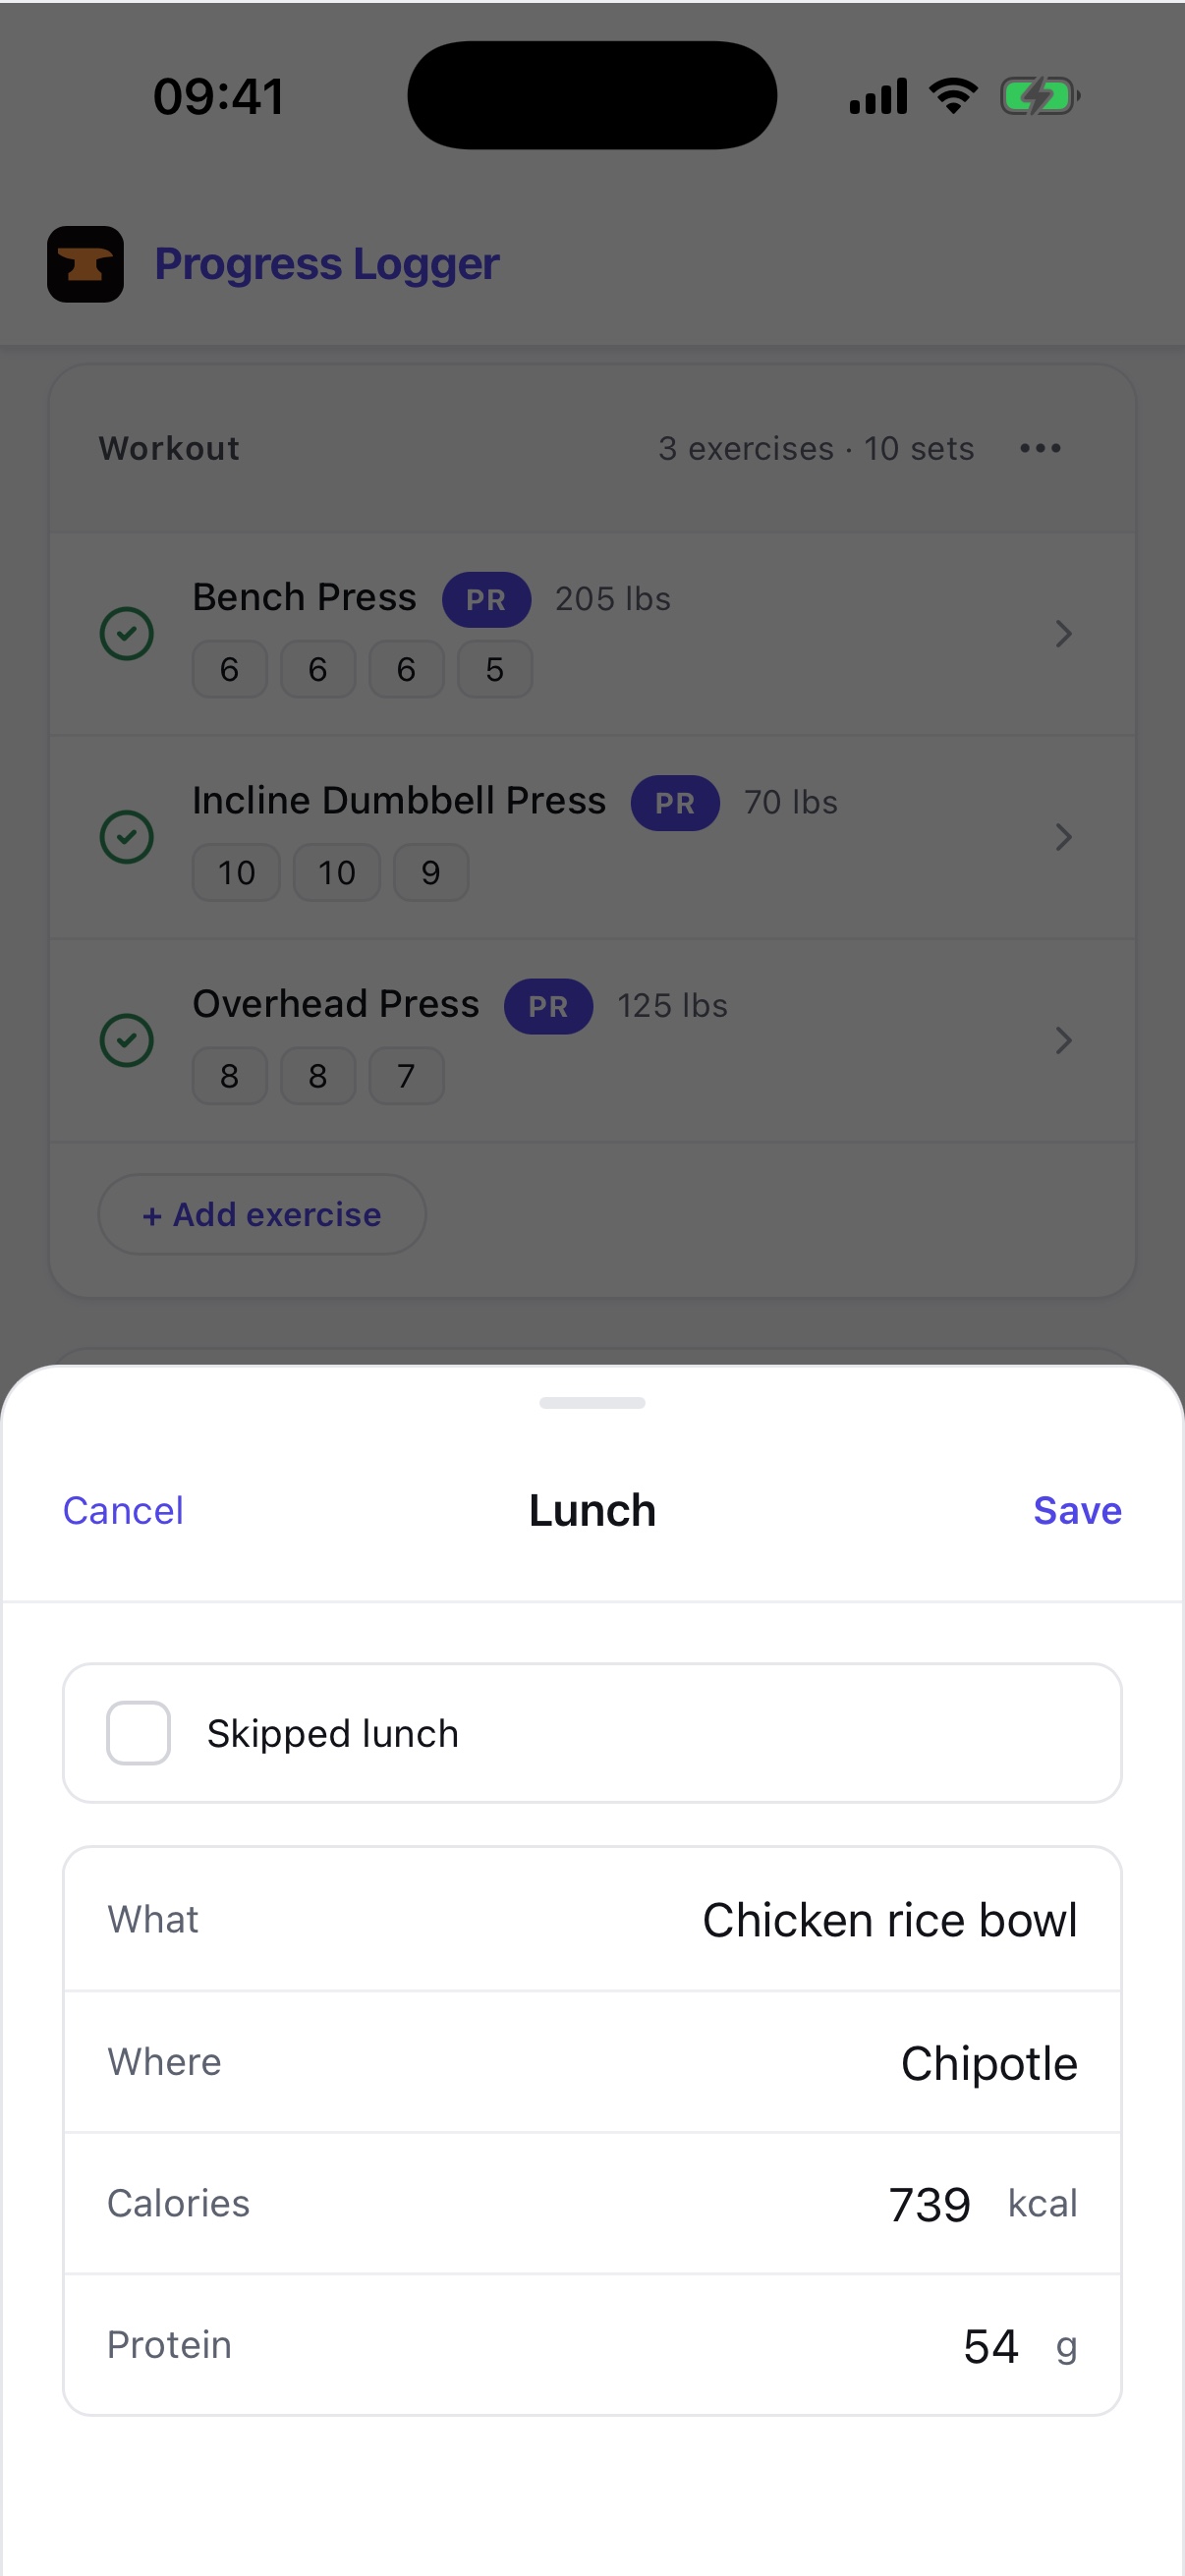 09:41
Progress Logger
Workout 3 exercises · 10 sets
Bench Press PR 205 lbs
6 6 6 5
Incline Dumbbell Press PR 70 lbs
10 10 9
Overhead Press PR 125 lbs
8 8 7
+ Add exercise
Cancel Lunch Save
Skipped lunch
What Chicken rice bowl
Where Chipotle
Calories 739 kcal
Protein 54 g